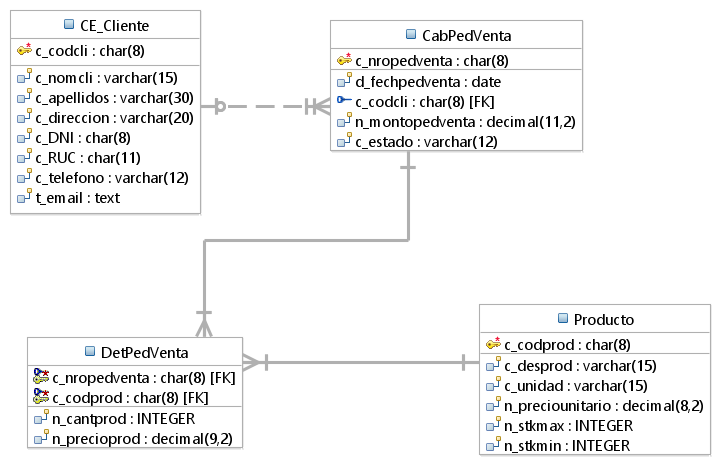 CE_Cliente
c_codcli : char(8)
c_nomcli : varchar(15)
c_apellidos : varchar(30)
c_direccion : varchar(20)
c_DNI : char(8)
c_RUC : char(11)
c_telefono : varchar(12)
t_email : text
CabPedVenta
c_nropedventa : char(8)
d_fechpedventa : date
c_codcli : char(8) [FK]
n_montopedventa : decimal(11,2)
c_estado : varchar(12)
DetPedVenta
c_nropedventa : char(8) [FK]
c_codprod : char(8) [FK]
n_cantprod : INTEGER
n_precioprod : decimal(9,2)
Producto
c_codprod : char(8)
c_desprod : varchar(15)
c_unidad : varchar(15)
n_preciounitario : decimal(8,2)
n_stkmax : INTEGER
n_stkmin : INTEGER